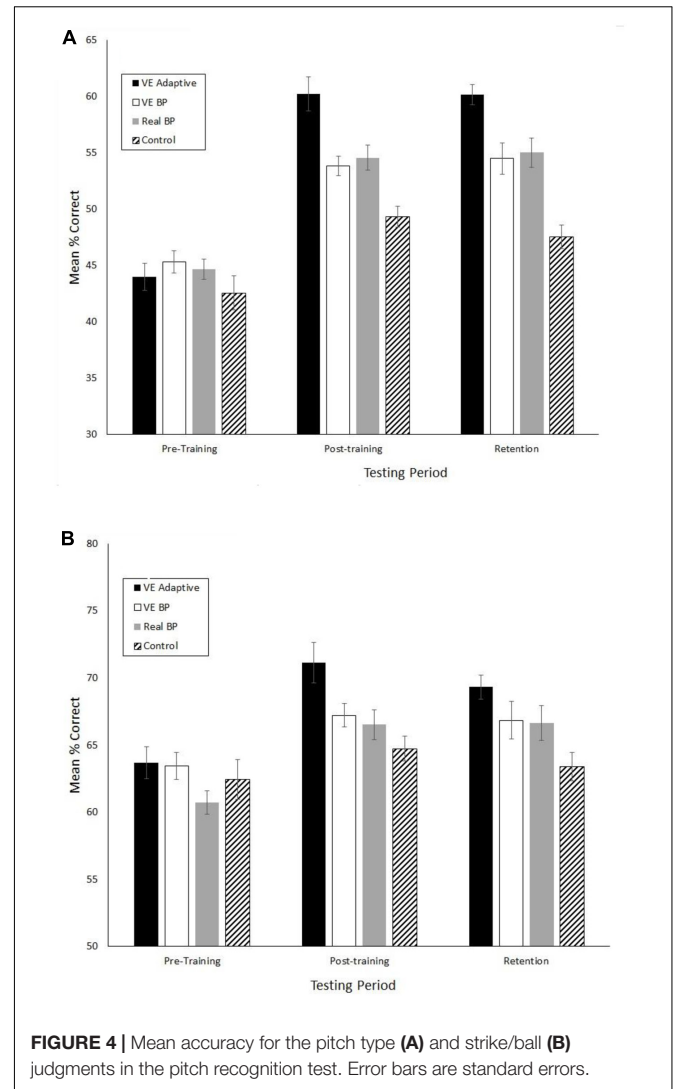 A
65
60
55
50
45
40
35
30
Mean % Correct
VE Adaptive
VE BP
Real BP
Control
Pre-Training
Post-training
Retention
Testing Period
B
80
75
70
65
60
55
50
Mean % Correct
VE Adaptive
VE BP
Real BP
Control
Pre-Training
Post-training
Retention
Testing Period
FIGURE 4 | Mean accuracy for the pitch type (A) and strike/ball (B)
judgments in the pitch recognition test. Error bars are standard errors.